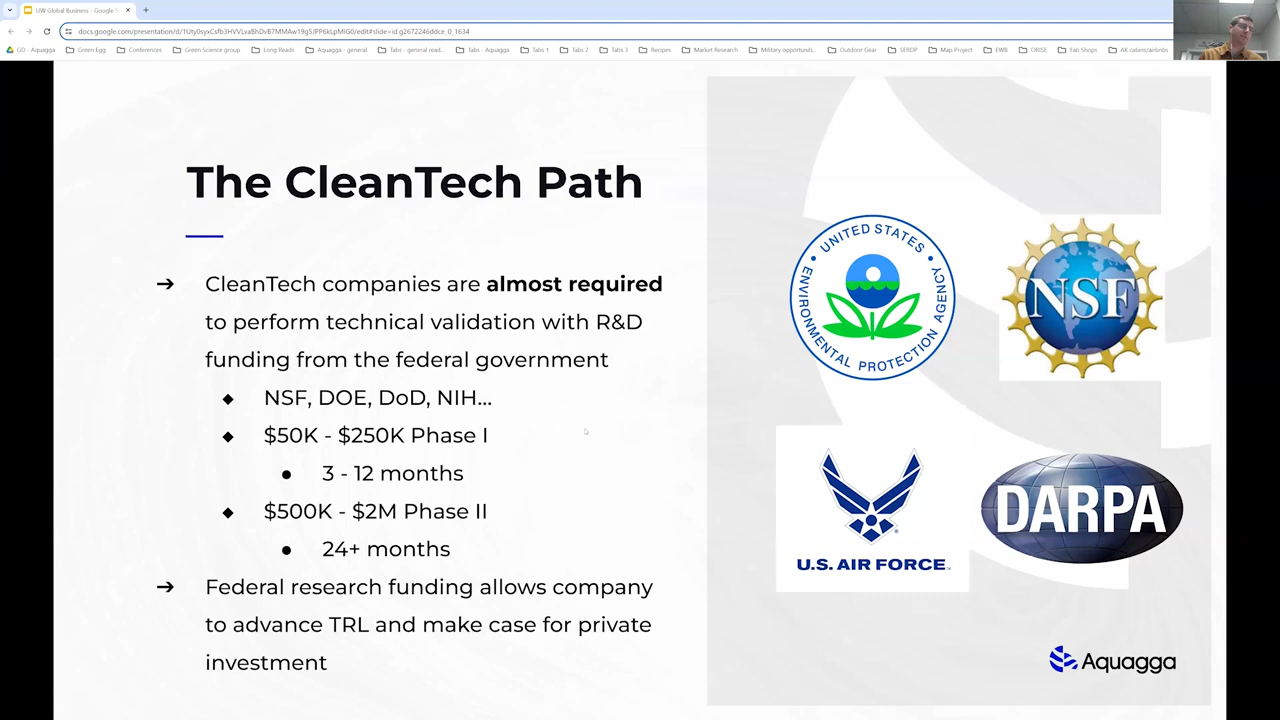 UW Global Business - Google S
docs.google.com/presentation/d/1Uty0syxCsfb3HVVLvaBhDvB7MMAw19g5JPP6kLpMIG0/edit#slide=id.g2672246ddce_0_1634
GD - Aquagga
Green Egg
Conferences
Green Science group
Long Reads
Aquagga - general
Tabs - general read...
Tabs - Aquagga
Tabs 1
Tabs 2
Tabs 3
Recipes
Market Research
Military opportunit...
Outdoor Gear
SERDP
Map Project
EWB
ORISE
Fab Shops
AK cabins/airbnbs
The CleanTech Path
➔ CleanTech companies are almost required
to perform technical validation with R&D
funding from the federal government
◆ NSF, DOE, DoD, NIH...
◆ $50K - $250K Phase I
● 3 - 12 months
◆ $500K - $2M Phase II
● 24+ months
➔ Federal research funding allows company
to advance TRL and make case for private
investment
UNITED STATES
ENVIRONMENTAL PROTECTION AGENCY
NSF
U.S. AIR FORCE
DARPA
Aquagga